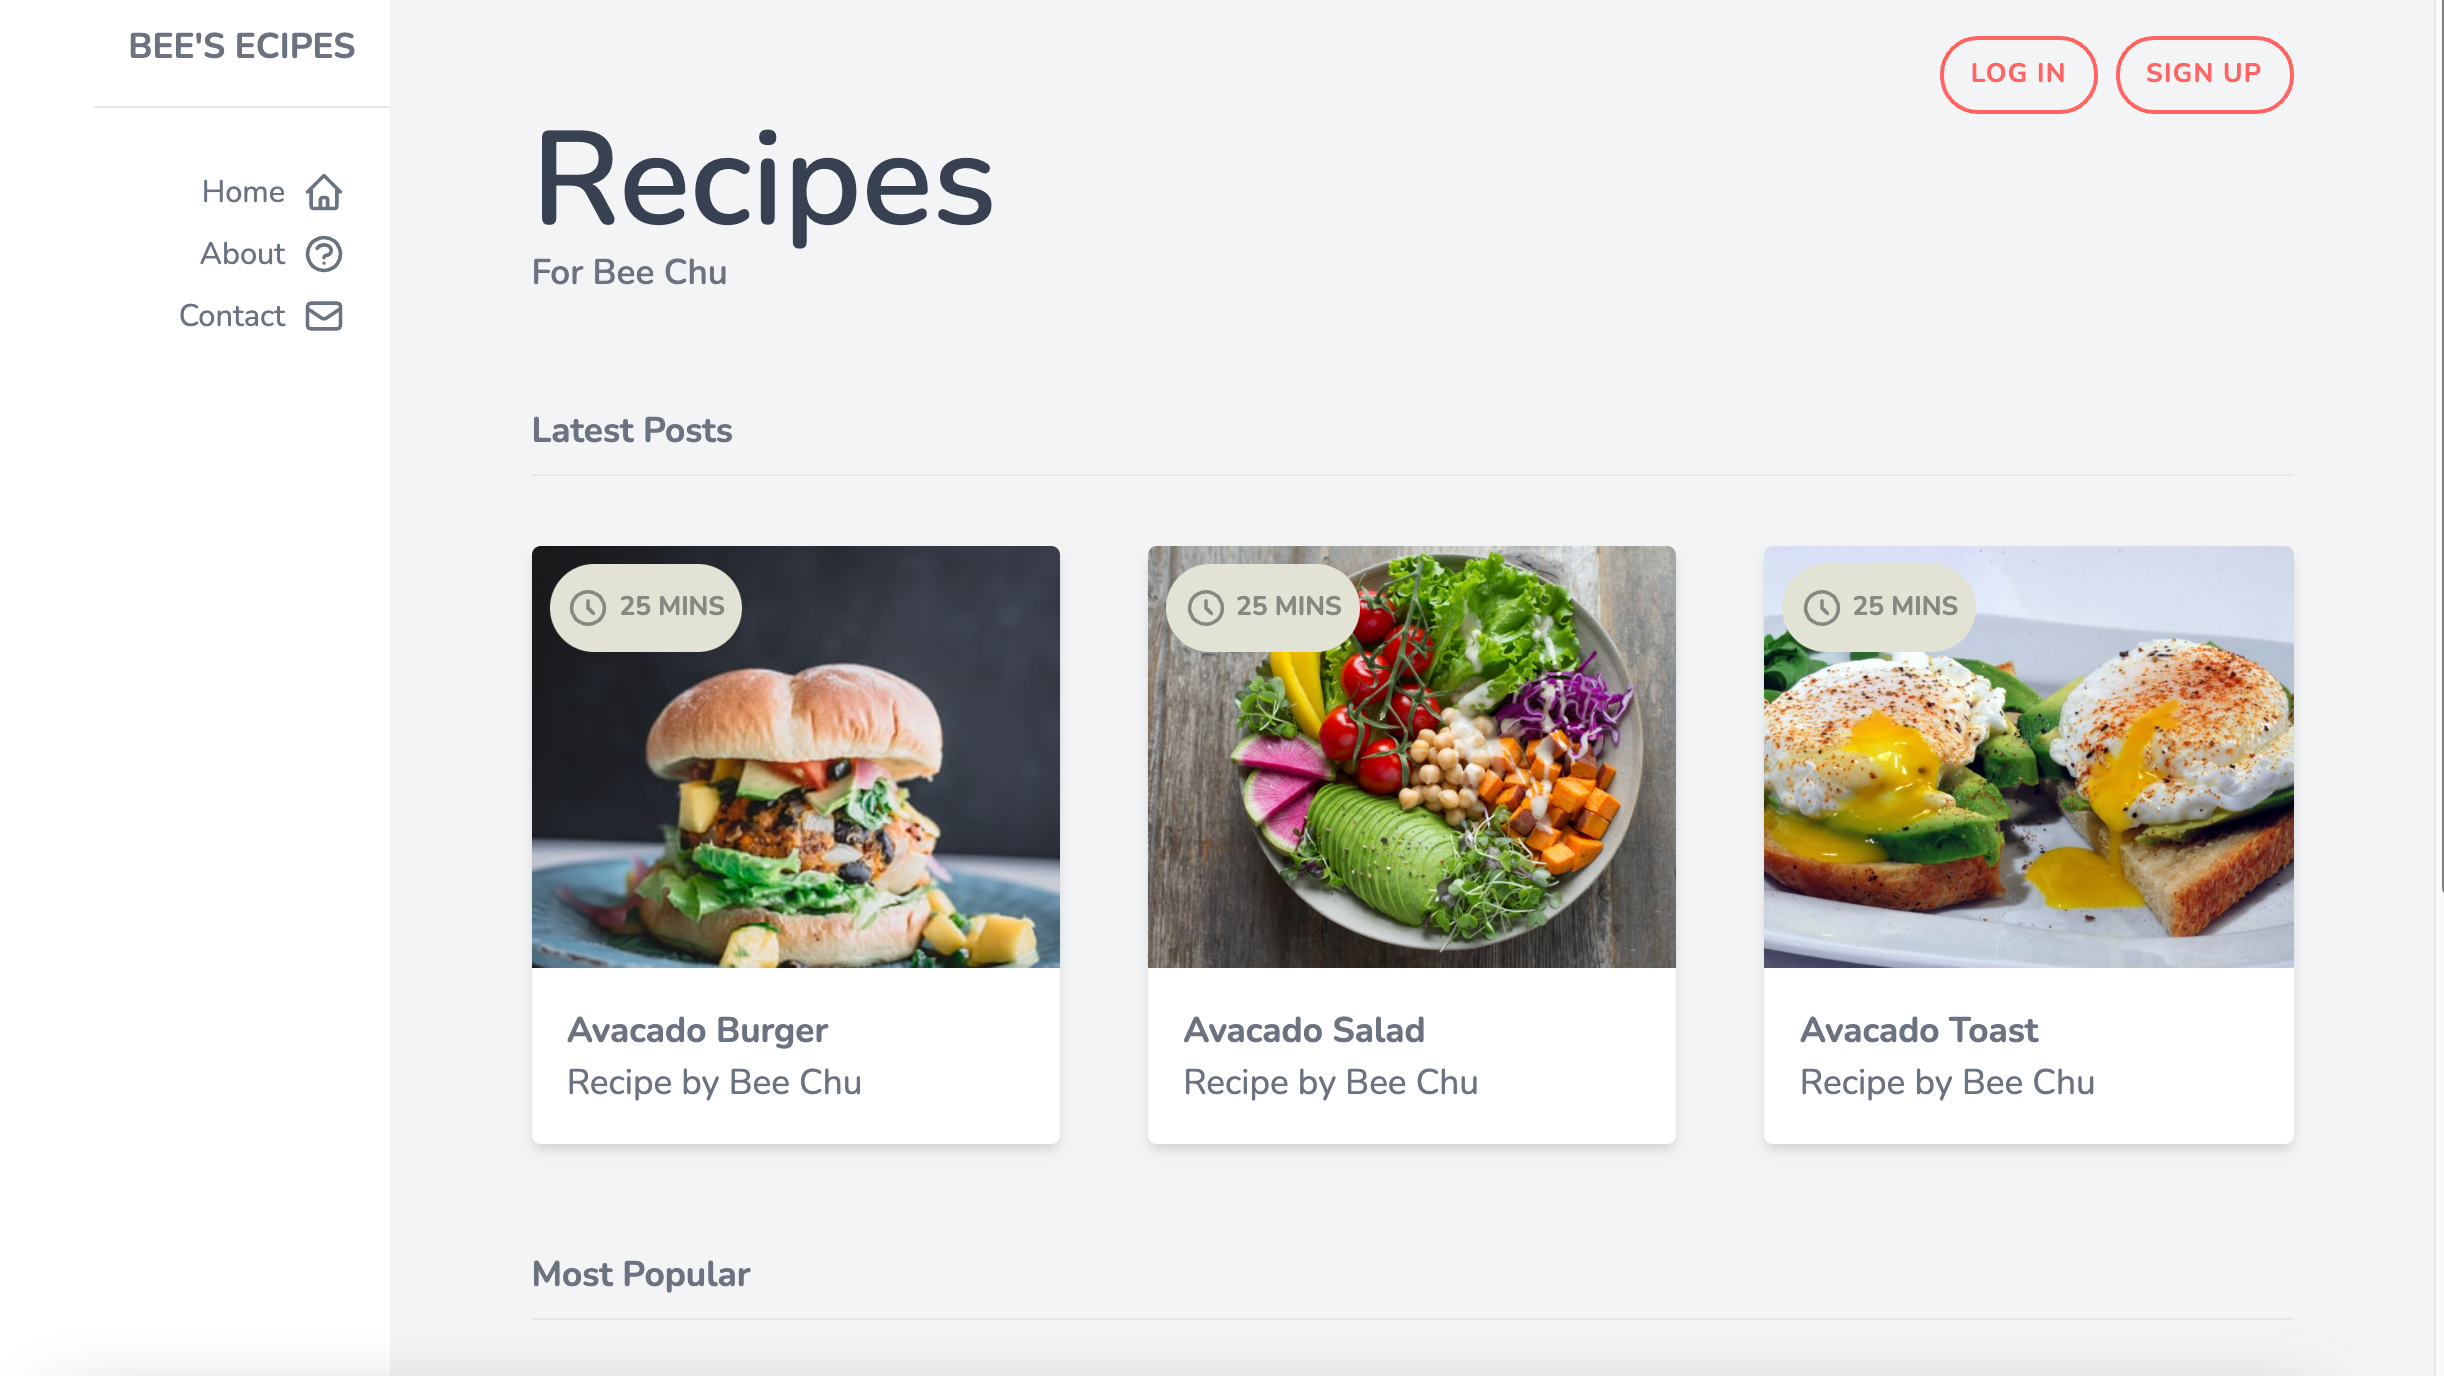 BEE'S ECIPES
Home
About
Contact
LOG IN
SIGN UP
Recipes
For Bee Chu
Latest Posts
25 MINS
Avacado Burger
Recipe by Bee Chu
25 MINS
Avacado Salad
Recipe by Bee Chu
25 MINS
Avacado Toast
Recipe by Bee Chu
Most Popular